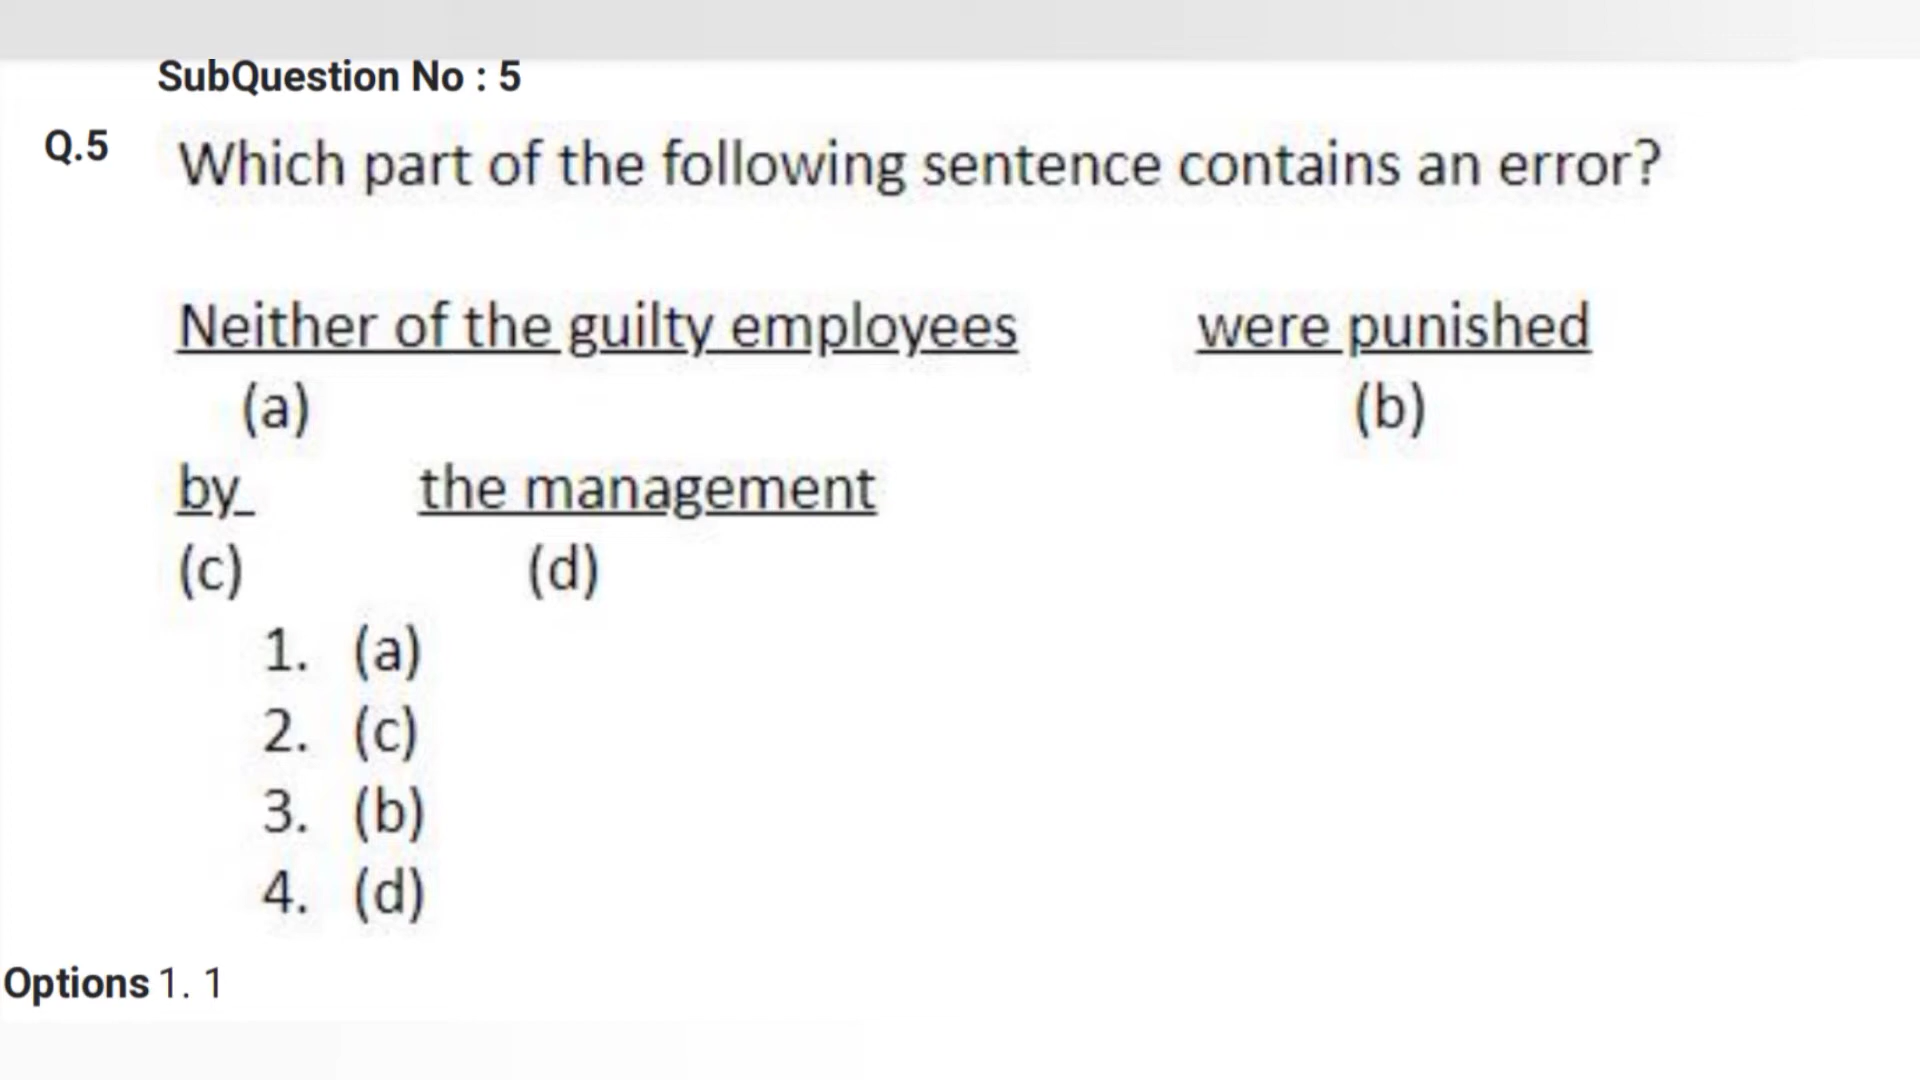 SubQuestion No : 5
Q.5 Which part of the following sentence contains an error?
Neither of the guilty employees were punished
(a) (b)
by the management
(c) (d)
1. (a)
2. (c)
3. (b)
4. (d)
Options 1. 1